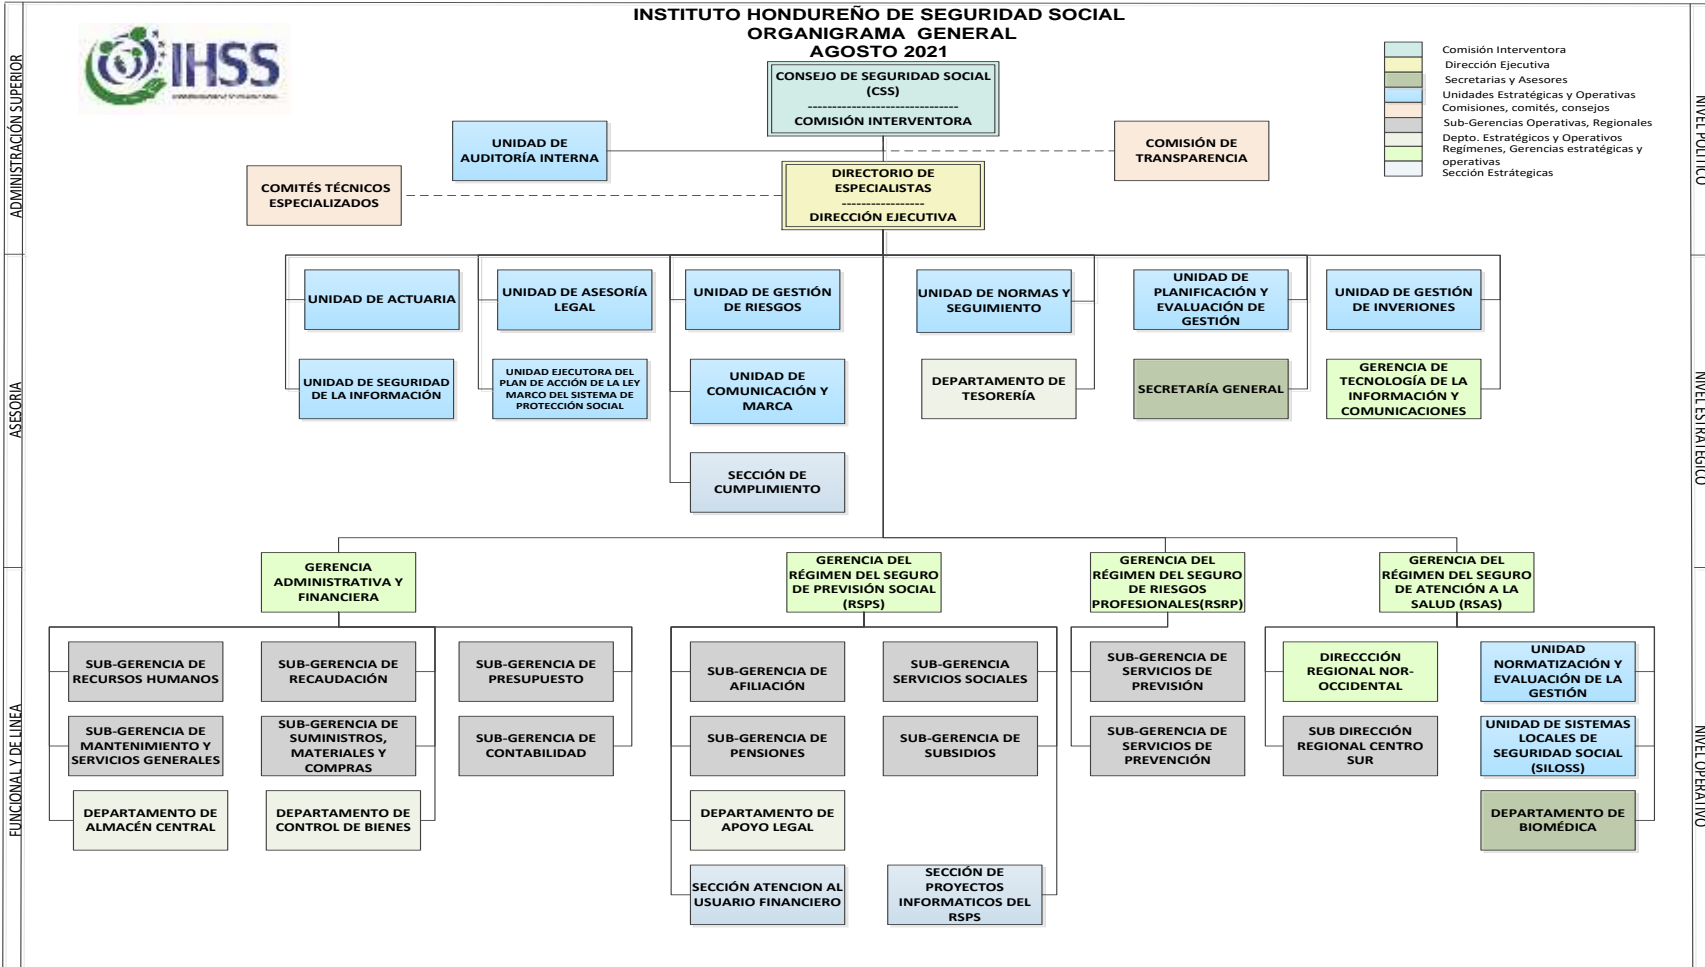 INSTITUTO HONDUREÑO DE SEGURIDAD SOCIAL
ORGANIGRAMA GENERAL
AGOSTO 2021
IHSS
ADMINISTRACIÓN SUPERIOR
ASESORIA
FUNCIONAL Y DE LINEA
NIVEL POLITICO
NIVEL ESTRATEGICO
NIVEL OPERATIVO
Comisión Interventora
Dirección Ejecutiva
Secretarias y Asesores
Unidades Estratégicas y Operativas
Comisiones, comités, consejos
Sub-Gerencias Operativas, Regionales
Depto. Estratégicos y Operativos
Regímenes, Gerencias estratégicas y
operativas
Sección Estrátegicas
CONSEJO DE SEGURIDAD SOCIAL
(CSS)
-------------------------------
COMISIÓN INTERVENTORA
UNIDAD DE
AUDITORÍA INTERNA
COMISIÓN DE
TRANSPARENCIA
COMITÉS TÉCNICOS
ESPECIALIZADOS
DIRECTORIO DE
ESPECIALISTAS
-----------------
DIRECCIÓN EJECUTIVA
UNIDAD DE ACTUARIA
UNIDAD DE ASESORÍA
LEGAL
UNIDAD DE GESTIÓN
DE RIESGOS
UNIDAD DE NORMAS Y
SEGUIMIENTO
UNIDAD DE
PLANIFICACIÓN Y
EVALUACIÓN DE
GESTIÓN
UNIDAD DE GESTIÓN
DE INVERIONES
UNIDAD DE SEGURIDAD
DE LA INFORMACIÓN
UNIDAD EJECUTORA DEL
PLAN DE ACCIÓN DE LA LEY
MARCO DEL SISTEMA DE
PROTECCIÓN SOCIAL
UNIDAD DE
COMUNICACIÓN Y
MARCA
DEPARTAMENTO DE
TESORERÍA
SECRETARÍA GENERAL
GERENCIA DE
TECNOLOGÍA DE LA
INFORMACIÓN Y
COMUNICACIONES
SECCIÓN DE
CUMPLIMIENTO
GERENCIA
ADMINISTRATIVA Y
FINANCIERA
GERENCIA DEL
RÉGIMEN DEL SEGURO
DE PREVISIÓN SOCIAL
(RSPS)
GERENCIA DEL
RÉGIMEN DEL SEGURO
DE RIESGOS
PROFESIONALES(RSRP)
GERENCIA DEL
RÉGIMEN DEL SEGURO
DE ATENCIÓN A LA
SALUD (RSAS)
SUB-GERENCIA DE
RECURSOS HUMANOS
SUB-GERENCIA DE
RECAUDACIÓN
SUB-GERENCIA DE
PRESUPUESTO
SUB-GERENCIA DE
AFILIACIÓN
SUB-GERENCIA
SERVICIOS SOCIALES
SUB-GERENCIA DE
SERVICIOS DE
PREVISIÓN
DIRECCCIÓN
REGIONAL NOR-
OCCIDENTAL
UNIDAD
NORMATIZACIÓN Y
EVALUACIÓN DE LA
GESTIÓN
SUB-GERENCIA DE
MANTENIMIENTO Y
SERVICIOS GENERALES
SUB-GERENCIA DE
SUMINISTROS,
MATERIALES Y
COMPRAS
SUB-GERENCIA DE
CONTABILIDAD
SUB-GERENCIA DE
PENSIONES
SUB-GERENCIA DE
SUBSIDIOS
SUB-GERENCIA DE
SERVICIOS DE
PREVENCIÓN
SUB DIRECCIÓN
REGIONAL CENTRO
SUR
UNIDAD DE SISTEMAS
LOCALES DE
SEGURIDAD SOCIAL
(SILOSS)
DEPARTAMENTO DE
ALMACÉN CENTRAL
DEPARTAMENTO DE
CONTROL DE BIENES
DEPARTAMENTO DE
APOYO LEGAL
DEPARTAMENTO DE
BIOMÉDICA
SECCIÓN ATENCION AL
USUARIO FINANCIERO
SECCIÓN DE
PROYECTOS
INFORMATICOS DEL
RSPS